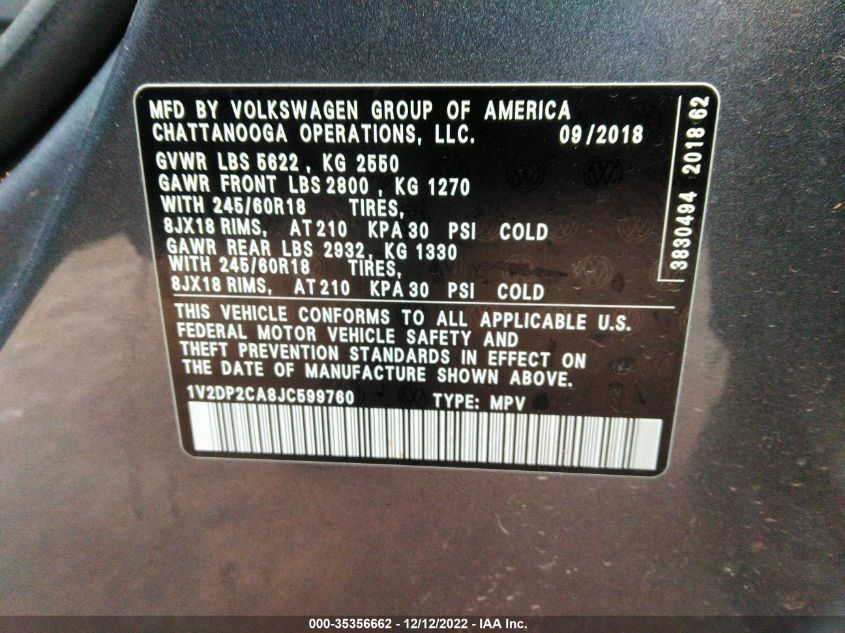 MFD BY VOLKSWAGEN GROUP OF AMERICA
CHATTANOOGA OPERATIONS, LLC. 09/2018
GVWR LBS 5622 , KG 2550
GAWR FRONT LBS 2800 , KG 1270
WITH 245/60R18 TIRES,
8JX18 RIMS, AT 210 KPA 30 PSI COLD
GAWR REAR LBS 2932, KG 1330
WITH 245/60R18 TIRES,
8JX18 RIMS, AT 210 KPA 30 PSI COLD
THIS VEHICLE CONFORMS TO ALL APPLICABLE U.S.
FEDERAL MOTOR VEHICLE SAFETY AND
THEFT PREVENTION STANDARDS IN EFFECT ON
THE DATE OF MANUFACTURE SHOWN ABOVE.
1V2DP2CA8JC599760 TYPE: MPV
3830494 2018 62
000-35356662 - 12/12/2022 - IAA Inc.